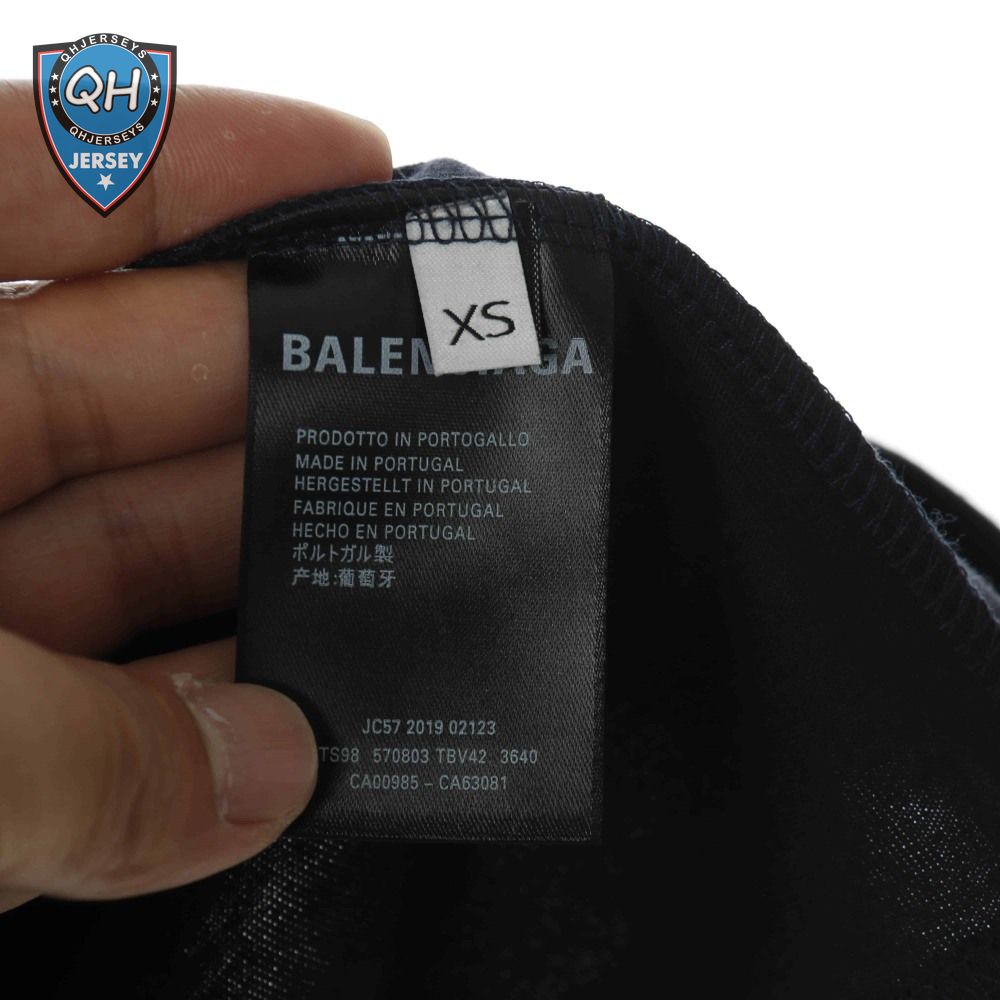 QHJERSEYS
QH
QHJERSEYS
JERSEY
XS
PRODOTTO IN PORTOGALLO
MADE IN PORTUGAL
HERGESTELLT IN PORTUGAL
FABRIQUE EN PORTUGAL
HECHO EN PORTUGAL
ポルトガル製
产地:葡萄牙
JC57 2019 02123
TS98 570803 TBV42 3640
CA00985 – CA63081